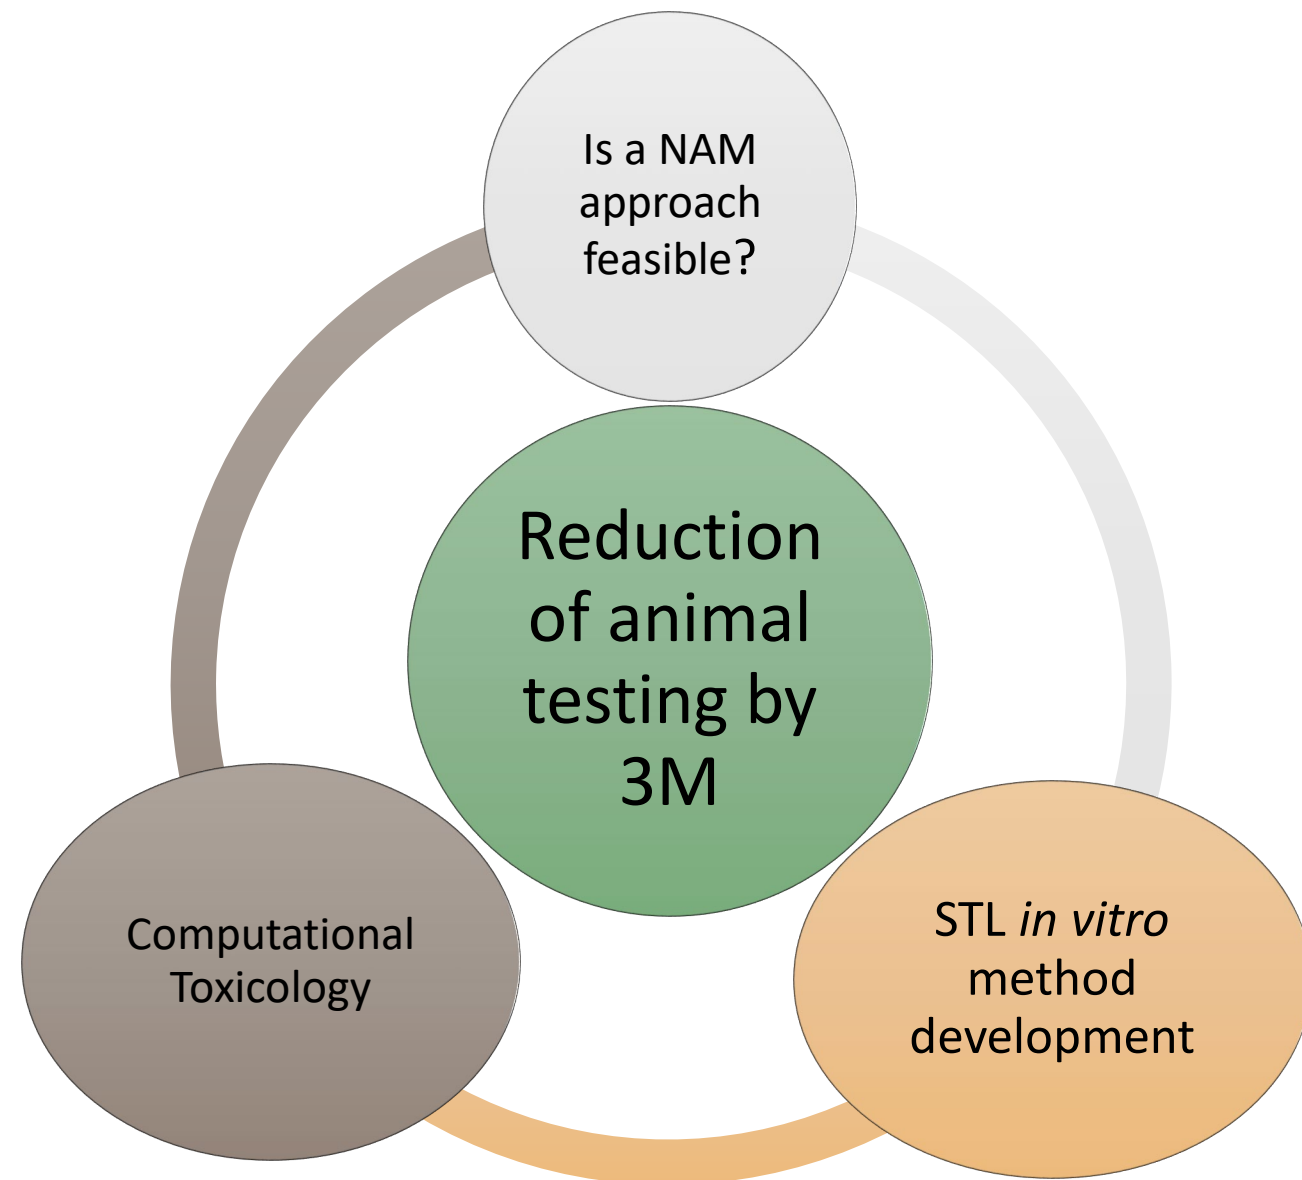 Is a NAM
approach
feasible?
Reduction
of animal
testing by
3M
Computational
Toxicology
STL in vitro
method
development